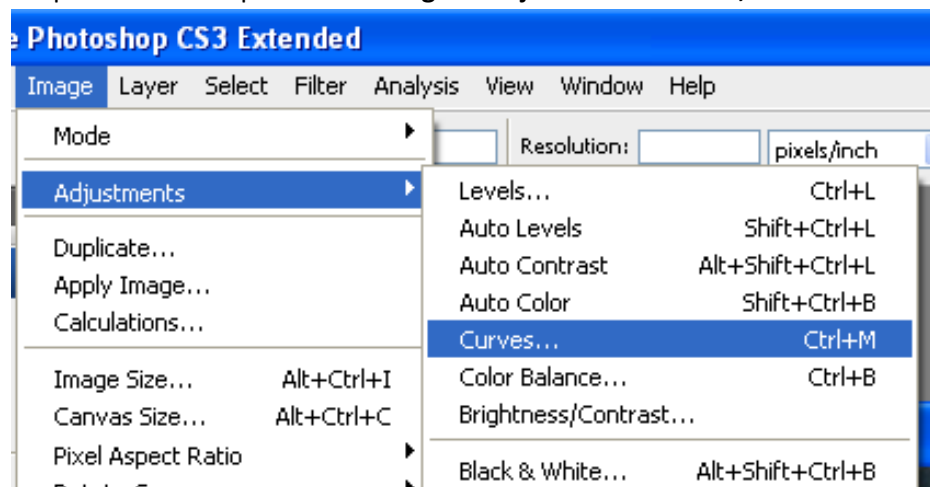 Photoshop CS3 Extended
Image Layer Select Filter Analysis View Window Help
Mode
Resolution: pixels/inch
Adjustments
Levels... Ctrl+L
Auto Levels Shift+Ctrl+L
Duplicate...
Auto Contrast Alt+Shift+Ctrl+L
Apply Image...
Auto Color Shift+Ctrl+B
Calculations...
Curves... Ctrl+M
Image Size... Alt+Ctrl+I
Color Balance... Ctrl+B
Canvas Size... Alt+Ctrl+C
Brightness/Contrast...
Pixel Aspect Ratio
Black & White... Alt+Shift+Ctrl+B